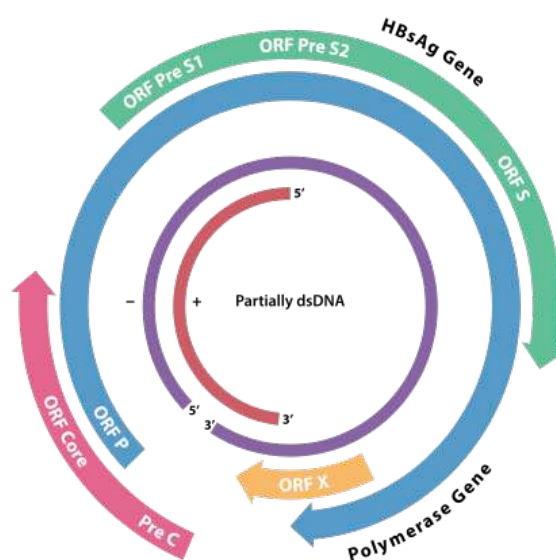 HBsAg Gene
ORF Pre S1
ORF Pre S2
ORF S
5’
–
+
Partially dsDNA
5’
3’
3’
ORF P
ORF Core
Pre C
ORF X
Polymerase Gene